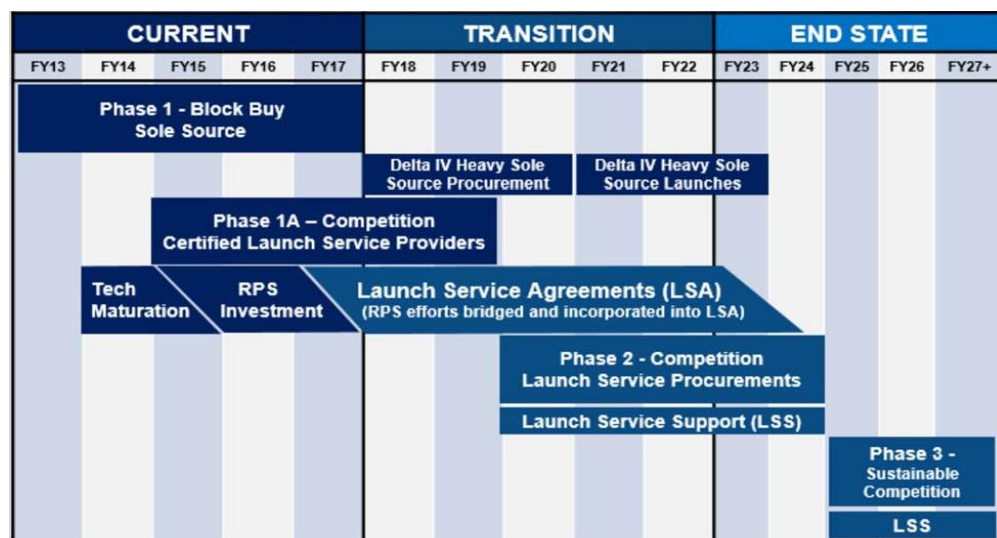 CURRENT TRANSITION END STATE
FY13 FY14 FY15 FY16 FY17 FY18 FY19 FY20 FY21 FY22 FY23 FY24 FY25 FY26 FY27+
Phase 1 - Block Buy
Sole Source
Delta IV Heavy Sole
Source Procurement
Delta IV Heavy Sole
Source Launches
Phase 1A – Competition
Certified Launch Service Providers
Tech
Maturation
RPS
Investment
Launch Service Agreements (LSA)
(RPS efforts bridged and incorporated into LSA)
Phase 2 - Competition
Launch Service Procurements
Launch Service Support (LSS)
Phase 3 -
Sustainable
Competition
LSS